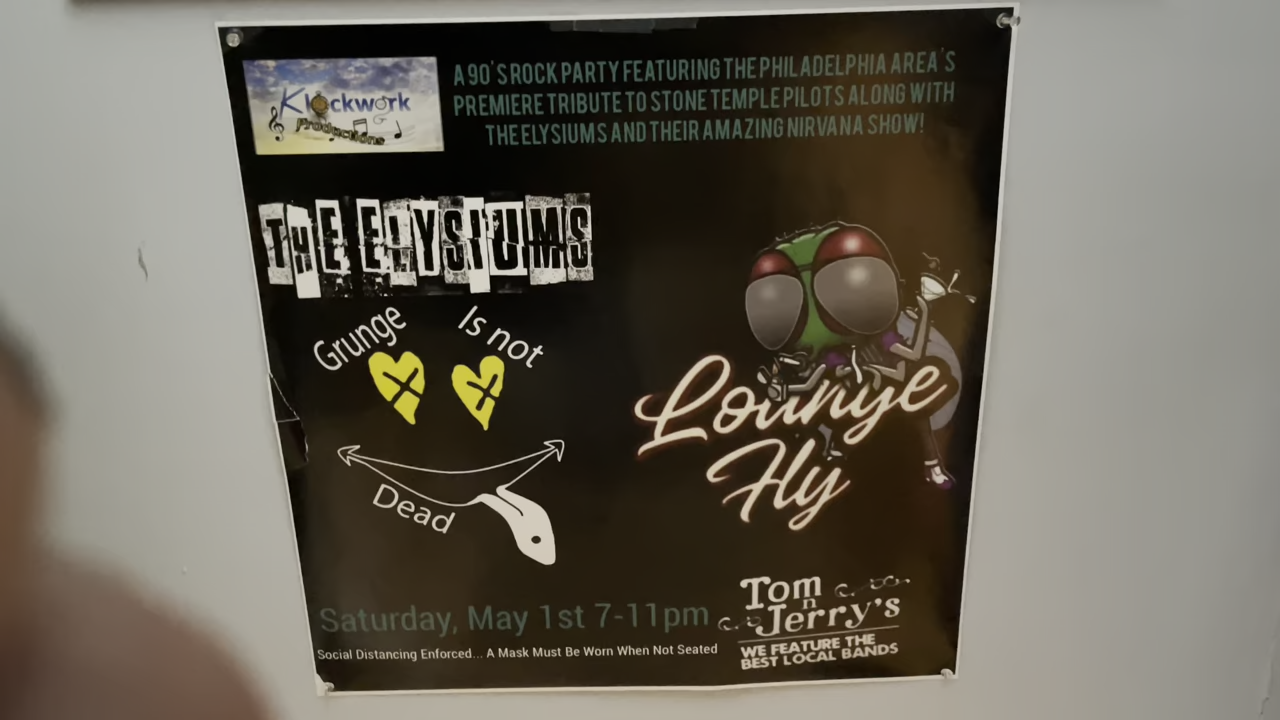 Klockwork
Productions
A 90'S ROCK PARTY FEATURING THE PHILADELPHIA AREA'S
PREMIERE TRIBUTE TO STONE TEMPLE PILOTS ALONG WITH
THE ELYSIUMS AND THEIR AMAZING NIRVANA SHOW!
THE ELYSIUMS
Grunge Is not
Dead
Lounge
Fly
Saturday, May 1st 7-11pm
Social Distancing Enforced... A Mask Must Be Worn When Not Seated
Tom
n
Jerry's
WE FEATURE THE
BEST LOCAL BANDS